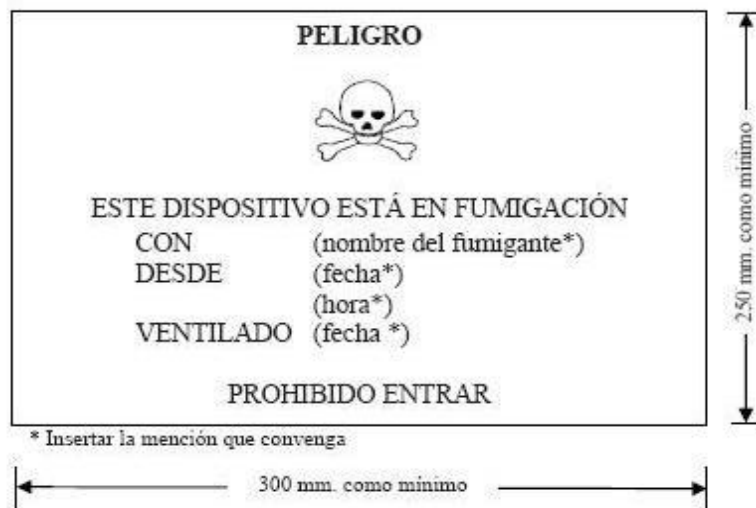 PELIGRO
ESTE DISPOSITIVO ESTÁ EN FUMIGACIÓN
CON (nombre del fumigante*)
DESDE (fecha*)
(hora*)
VENTILADO (fecha *)
PROHIBIDO ENTRAR
* Insertar la mención que convenga
300 mm. como mínimo
250 mm. como mínimo